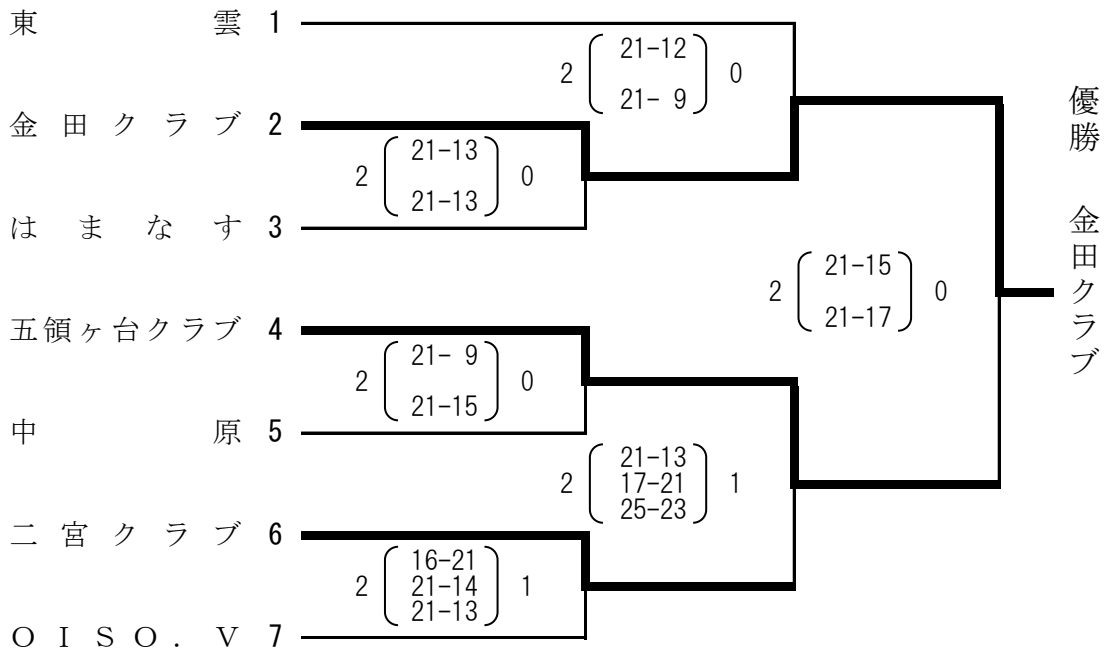 東雲 1
21-12
2 0
21- 9
金田クラブ 2
21-13
2 0
21-13
はまなす 3
21-15
2 0
21-17
五領ヶ台クラブ 4
21- 9
2 0
21-15
中原 5
21-13
2 17-21 1
25-23
二宮クラブ 6
16-21
2 21-14 1
21-13
OISO.V 7
優勝 金田クラブ